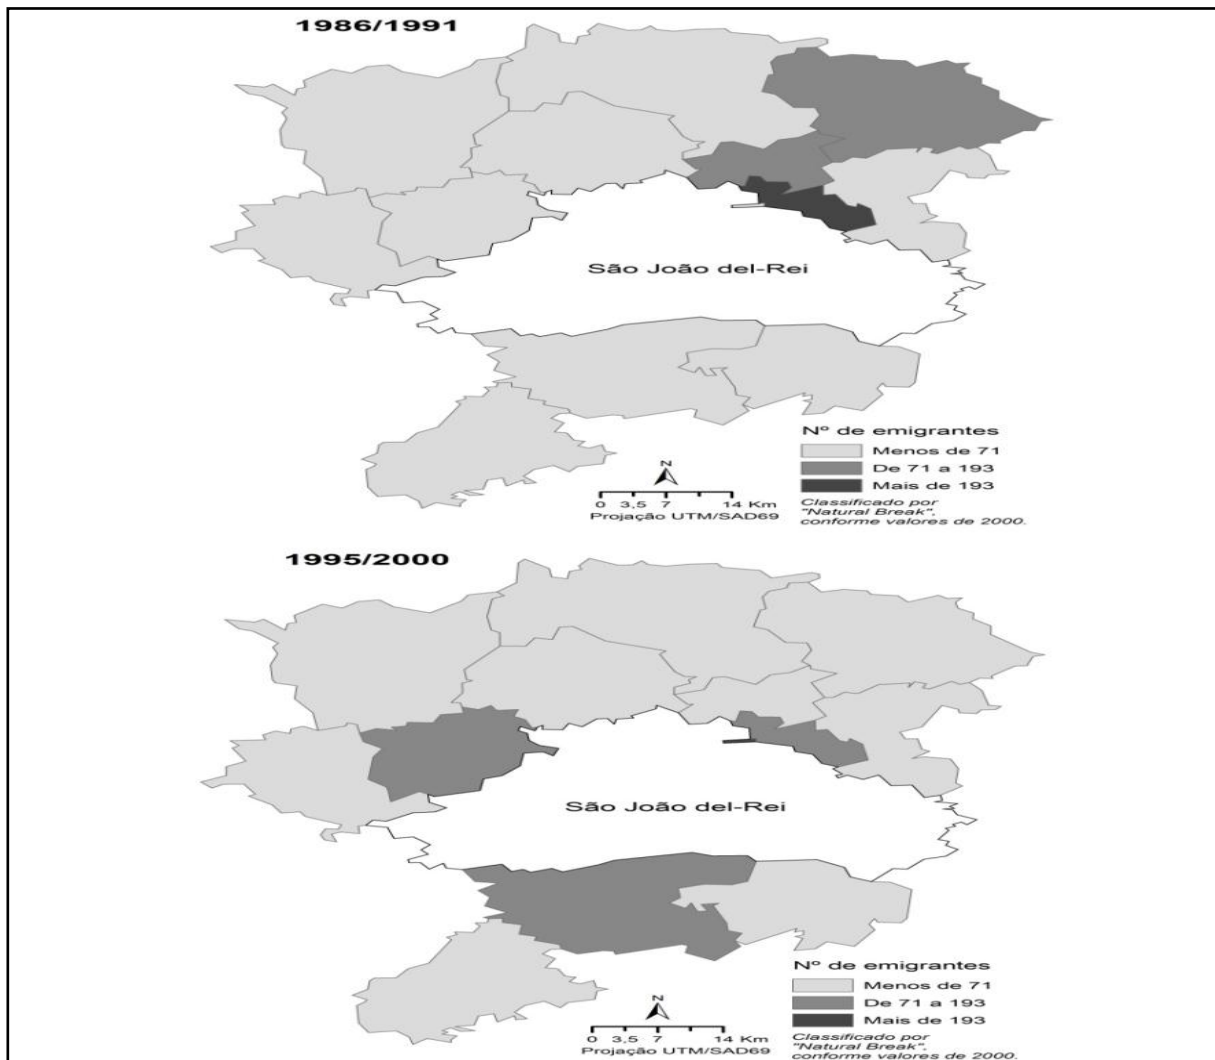 1986/1991
São João del-Rei
Nº de emigrantes
Menos de 71
De 71 a 193
Mais de 193
Classificado por
"Natural Break",
conforme valores de 2000.
N
0 3,5 7 14 Km
Projação UTM/SAD69
1995/2000
São João del-Rei
Nº de emigrantes
Menos de 71
De 71 a 193
Mais de 193
Classificado por
"Natural Break",
conforme valores de 2000.
N
0 3,5 7 14 Km
Projação UTM/SAD69